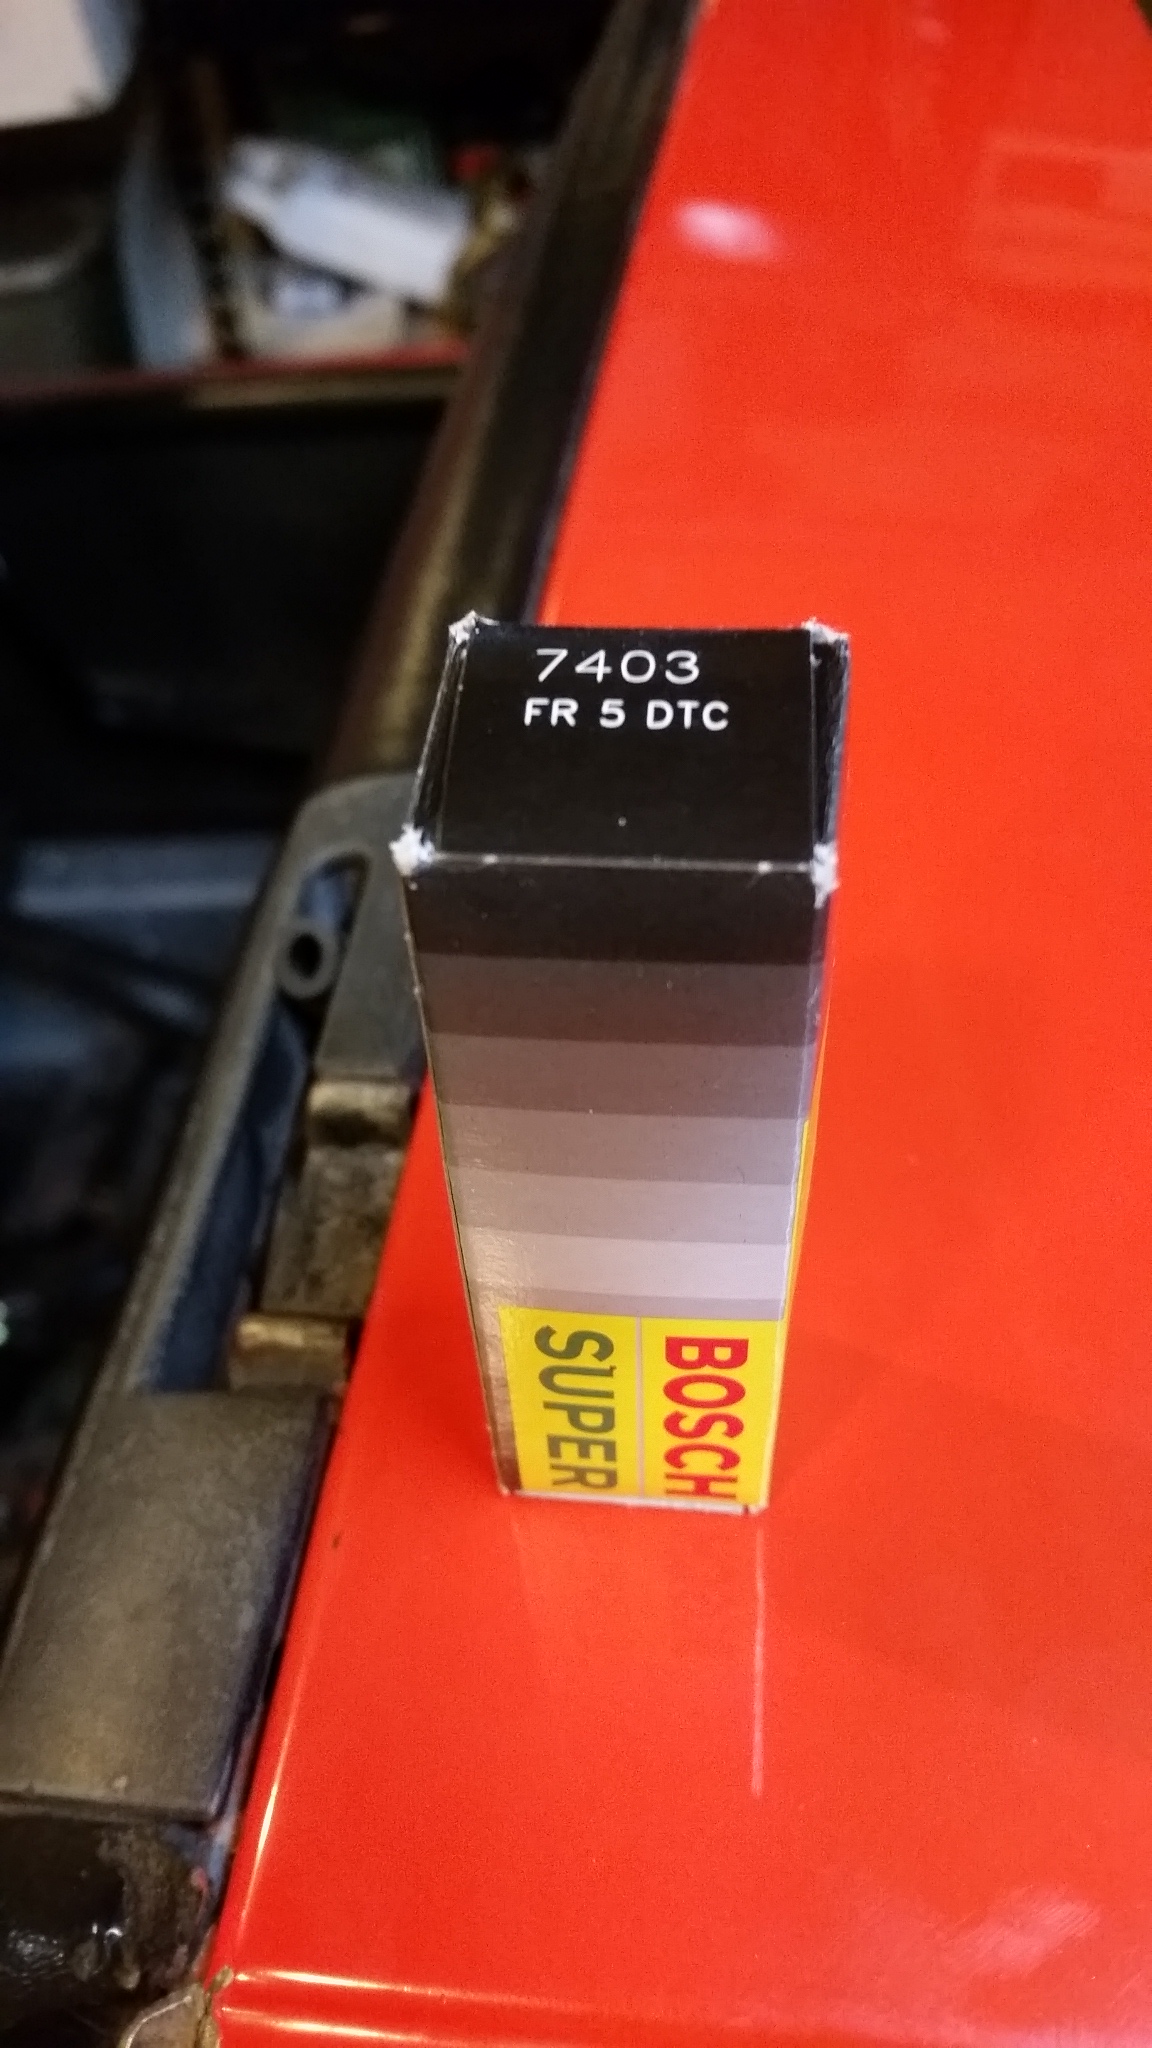 7403
FR 5 DTC
BOSCH
SUPER